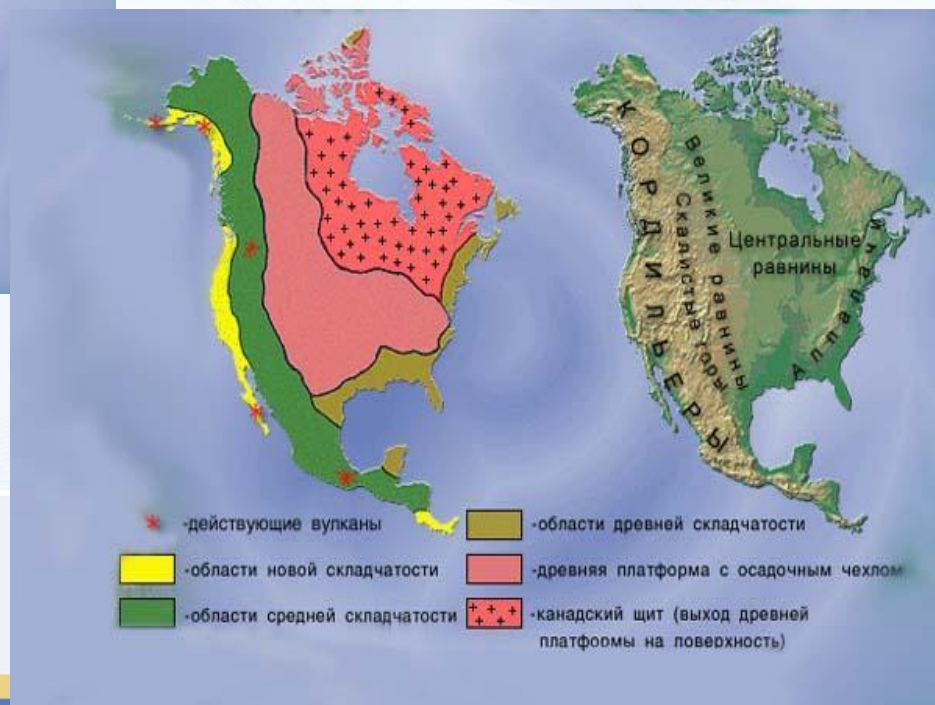 КОРДИЛЬЕРЫ
Великие равнины
Скалистые горы
Центральные
равнины
Аппалачи
-действующие вулканы
-области новой складчатости
-области средней складчатости
-области древней складчатости
-древняя платформа с осадочным чехлом
-канадский щит (выход древней
платформы на поверхность)